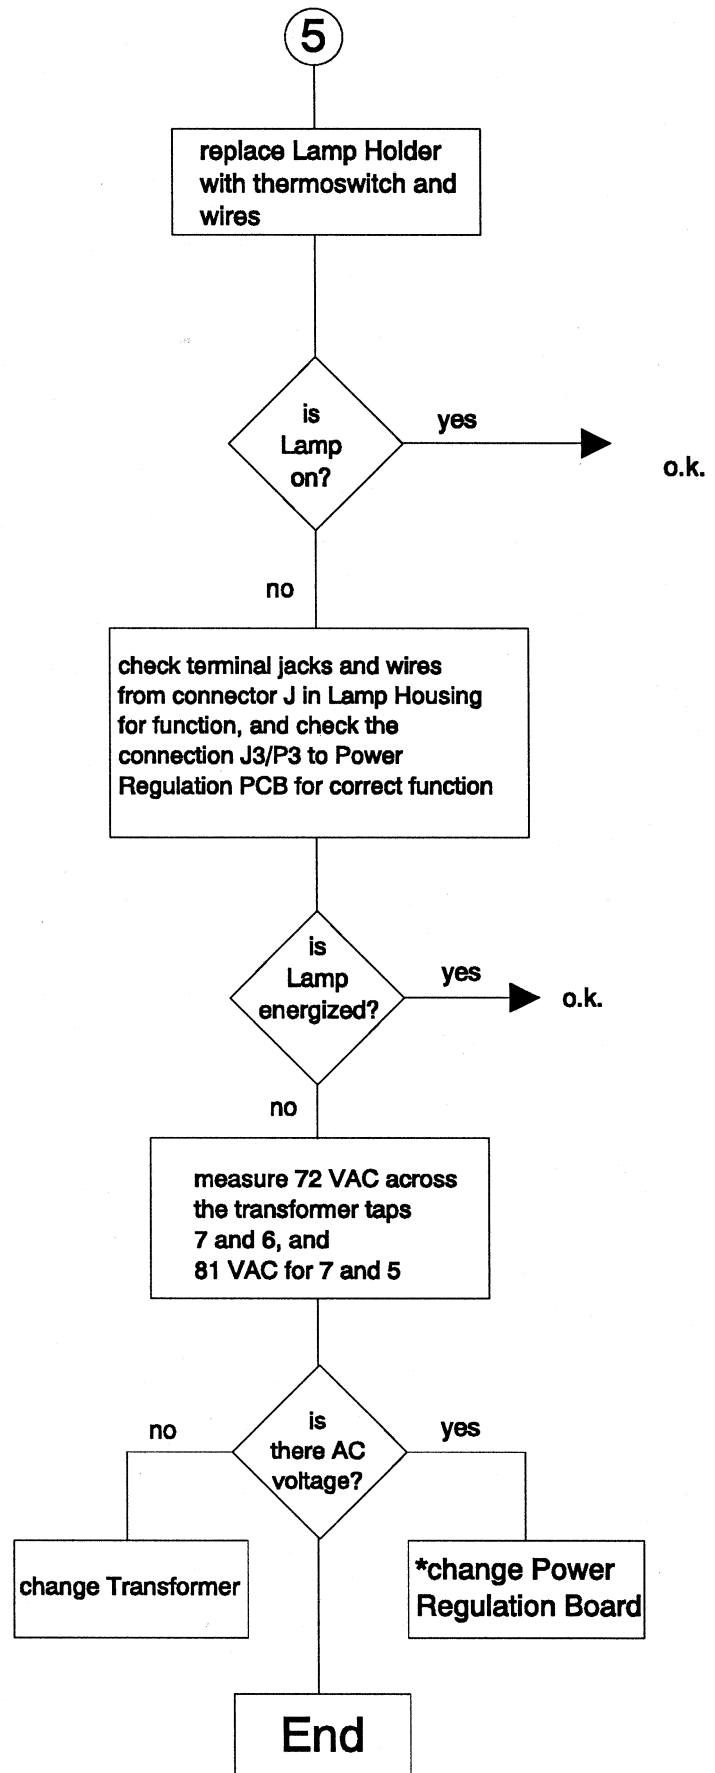 5
replace Lamp Holder
with thermoswitch and
wires
is
Lamp
on?
yes
o.k.
no
check terminal jacks and wires
from connector J in Lamp Housing
for function, and check the
connection J3/P3 to Power
Regulation PCB for correct function
is
Lamp
energized?
yes
o.k.
no
measure 72 VAC across
the transformer taps
7 and 6, and
81 VAC for 7 and 5
is
there AC
voltage?
no
yes
change Transformer
*change Power
Regulation Board
End